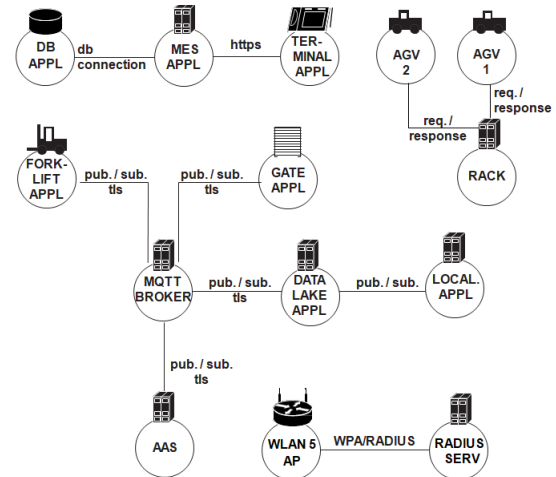 DB
APPL
db
connection
MES
APPL
https
TER-
MINAL
APPL
AGV
2
AGV
1
req. /
response
req. /
response
RACK
FORK-
LIFT
APPL
pub. / sub.
tls
pub. / sub.
tls
GATE
APPL
MQTT
BROKER
pub. / sub.
tls
DATA
LAKE
APPL
pub. / sub.
LOCAL.
APPL
pub. / sub.
tls
AAS
WLAN 5
AP
WPA/RADIUS
RADIUS
SERV